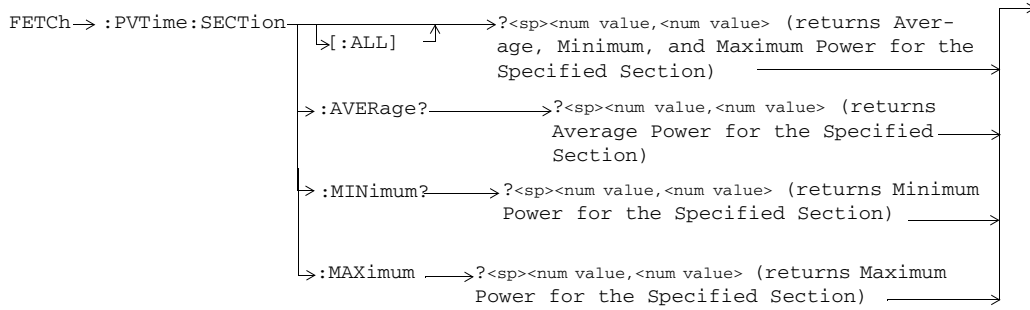 FETCh :PVTime:SECTion ?<sp><num value,<num value> (returns Aver-
[:ALL] age, Minimum, and Maximum Power for the
Specified Section)
:AVERage? ?<sp><num value,<num value> (returns
Average Power for the Specified
Section)
:MINimum? ?<sp><num value,<num value> (returns Minimum
Power for the Specified Section)
:MAXimum ?<sp><num value,<num value> (returns Maximum
Power for the Specified Section)